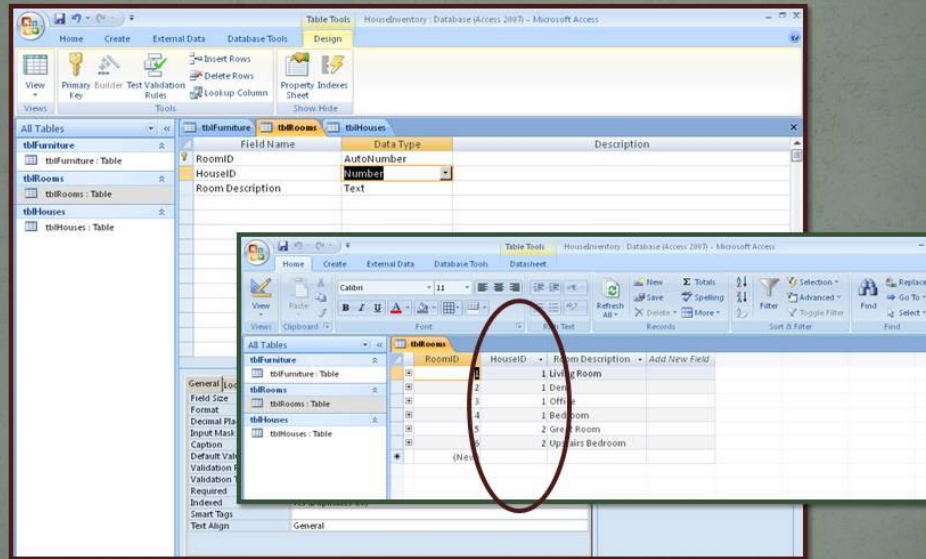 Table Tools HouseInventory : Database (Access 2007) - Microsoft Access
Home Create External Data Database Tools Design
View
Primary Key
Builder
Test Validation Rules
Insert Rows
Delete Rows
Lookup Column
Property Sheet
Indexes
Views Tools Show/Hide
All Tables
tblFurniture tblRooms tblHouses
tblFurniture
tblFurniture : Table
tblRooms
tblRooms : Table
tblHouses
tblHouses : Table
Field Name Data Type Description
RoomID AutoNumber
HouseID Number
Room Description Text
General
Field Size
Format
Input Mask
Caption
Required
Indexed
Smart Tags
Text Align General
Table Tools HouseInventory : Database (Access 2007) - Microsoft Access
Home Create External Data Database Tools Datasheet
View
Paste
Calibri 11
B I U A
Refresh All
New Totals
Save Spelling
Delete More
Filter
Selection
Advanced
Toggle Filter
Find
Replace
Go To
Select
Views Clipboard Font Rich Text Records Sort & Filter Find
All Tables
tblRooms
tblFurniture
tblFurniture : Table
tblRooms
tblRooms : Table
tblHouses
tblHouses : Table
RoomID HouseID Room Description Add New Field
1 1 Living Room
2 1 Den
3 1 Office
4 1 Bedroom
5 2 Great Room
6 2 Upstairs Bedroom
(New)